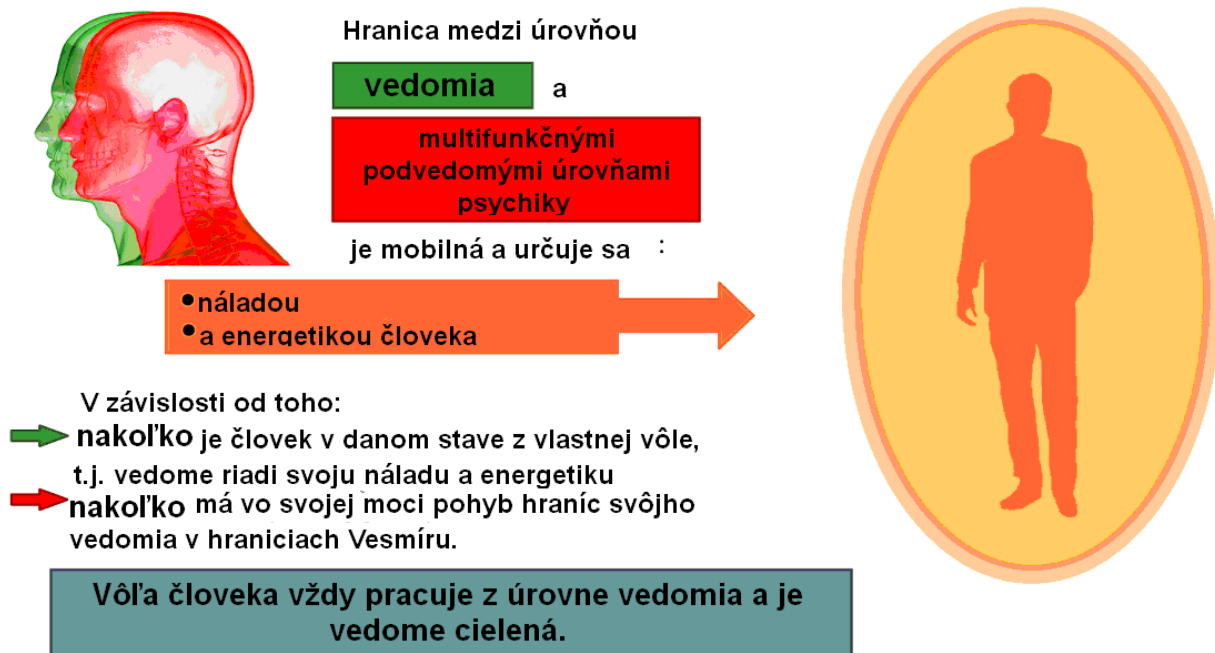 Hranica medzi úrovňou
vedomia a
multifunkčnými
podvedomými úrovňami
psychiky
je mobilná a určuje sa :
•náladou
•a energetikou človeka
V závislosti od toho:
nakoľko je človek v danom stave z vlastnej vôle,
t.j. vedome riadi svoju náladu a energetiku
nakoľko má vo svojej moci pohyb hraníc svôjho
vedomia v hraniciach Vesmíru.
Vôľa človeka vždy pracuje z úrovne vedomia a je
vedome cielená.